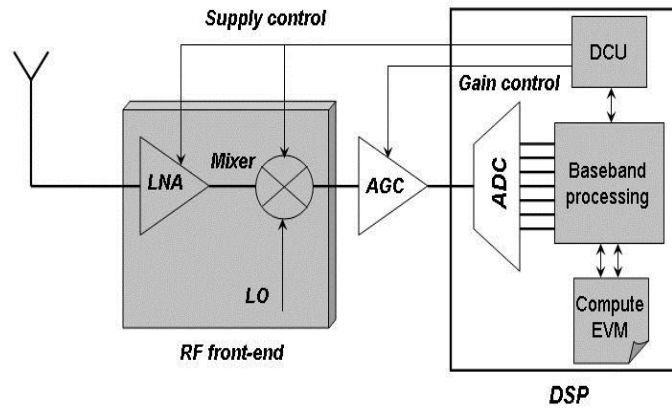 Supply control
DCU
Gain control
LNA
Mixer
AGC
ADC
Baseband
processing
LO
Compute
EVM
RF front-end
DSP